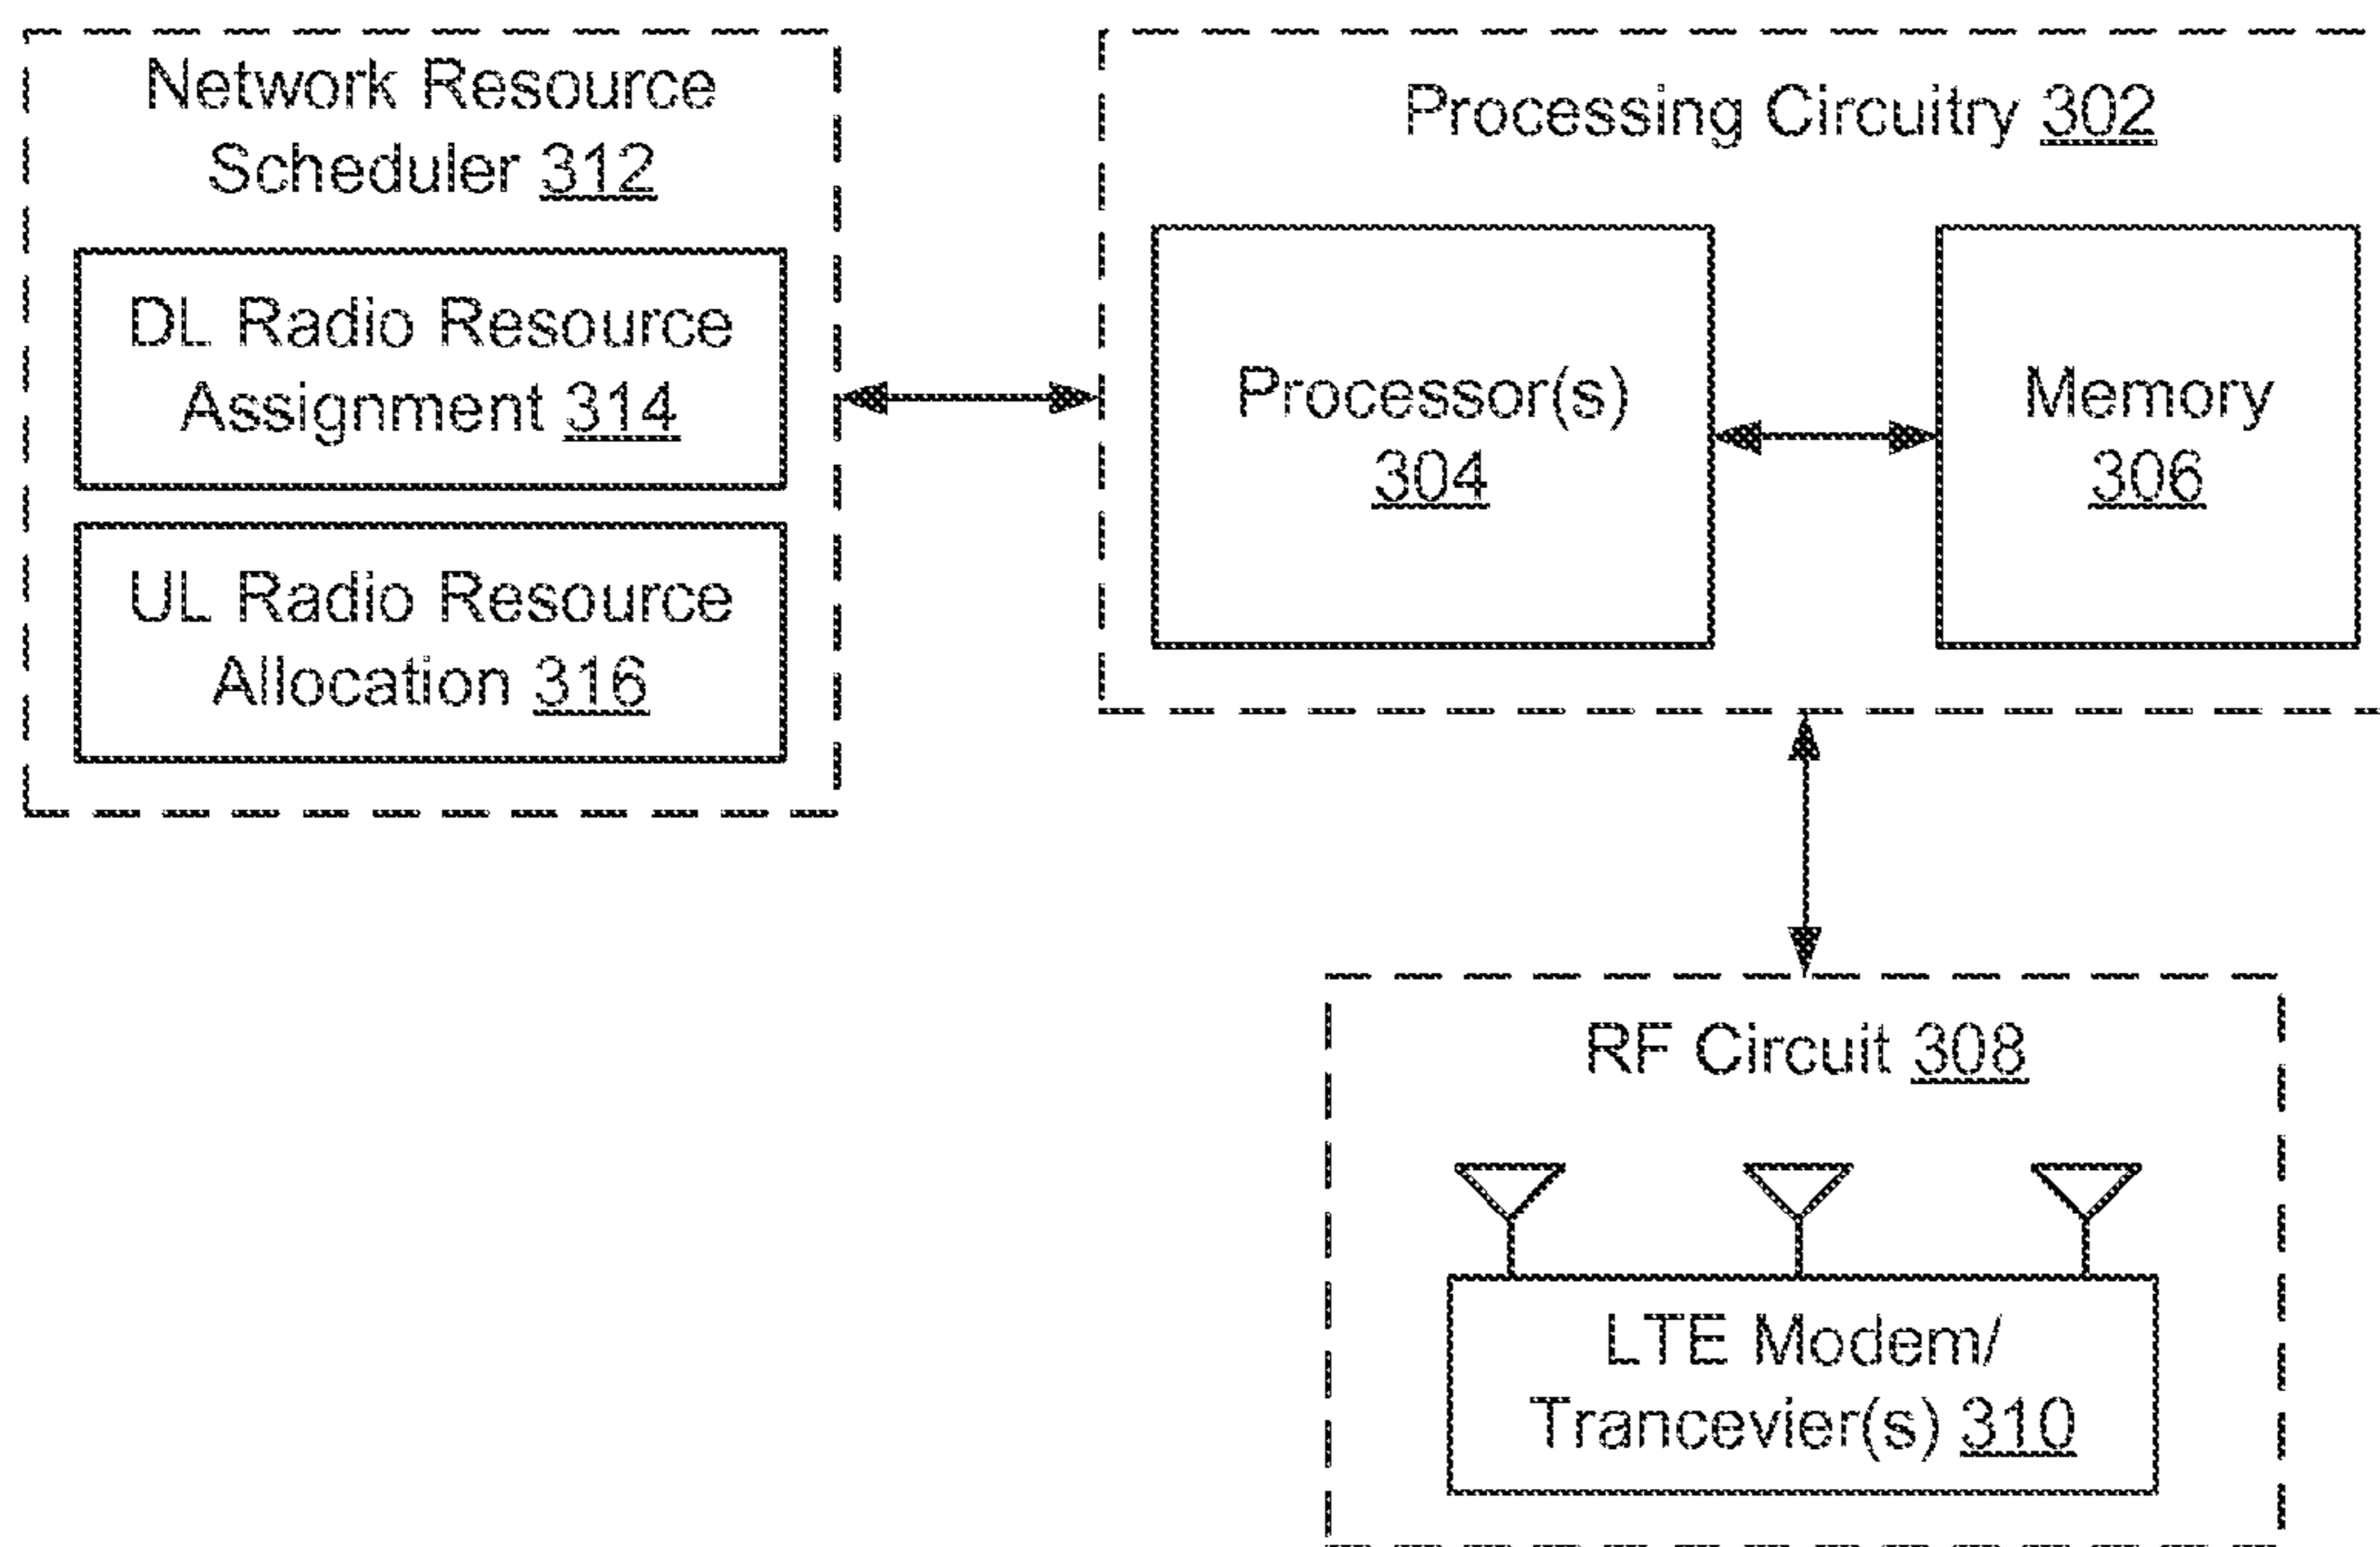 Network Resource
Scheduler 312
DL Radio Resource
Assignment 314
UL Radio Resource
Allocation 316
Processing Circuitry 302
Processor(s)
304
Memory
306
RF Circuit 308
LTE Modem/
Trancevier(s) 310